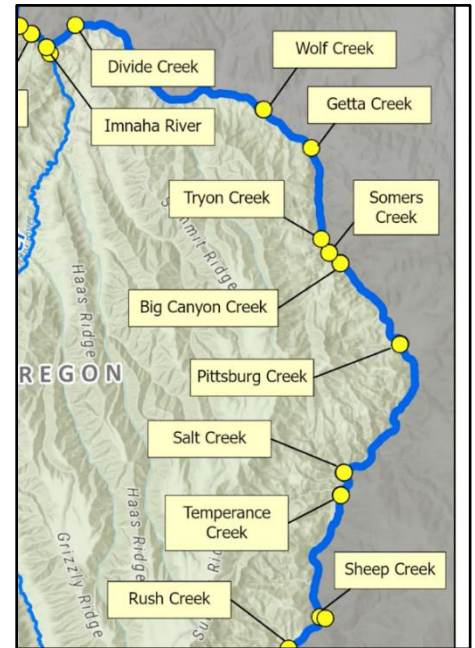 Wolf Creek
Divide Creek
Getta Creek
Imnaha River
Tryon Creek
Somers
Creek
Summit Ridge
Haas Ridge
Big Canyon Creek
REGON
Pittsburg Creek
Salt Creek
Haas Ridge
Temperance
Creek
Grizzly Ridge
Sheep Creek
Rush Creek